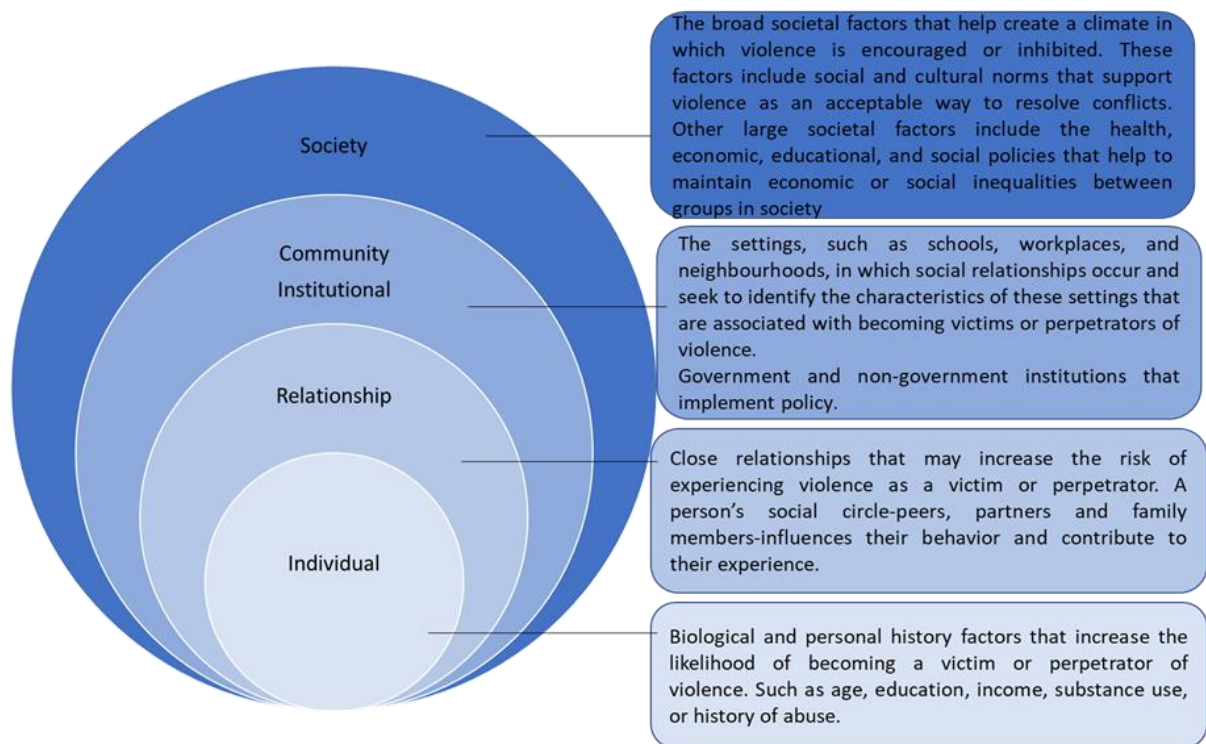 Society
Community
Institutional
Relationship
Individual
The broad societal factors that help create a climate in
which violence is encouraged or inhibited. These
factors include social and cultural norms that support
violence as an acceptable way to resolve conflicts.
Other large societal factors include the health,
economic, educational, and social policies that help to
maintain economic or social inequalities between
groups in society
The settings, such as schools, workplaces, and
neighbourhoods, in which social relationships occur and
seek to identify the characteristics of these settings that
are associated with becoming victims or perpetrators of
violence.
Government and non-government institutions that
implement policy.
Close relationships that may increase the risk of
experiencing violence as a victim or perpetrator. A
person’s social circle-peers, partners and family
members-influences their behavior and contribute to
their experience.
Biological and personal history factors that increase the
likelihood of becoming a victim or perpetrator of
violence. Such as age, education, income, substance use,
or history of abuse.